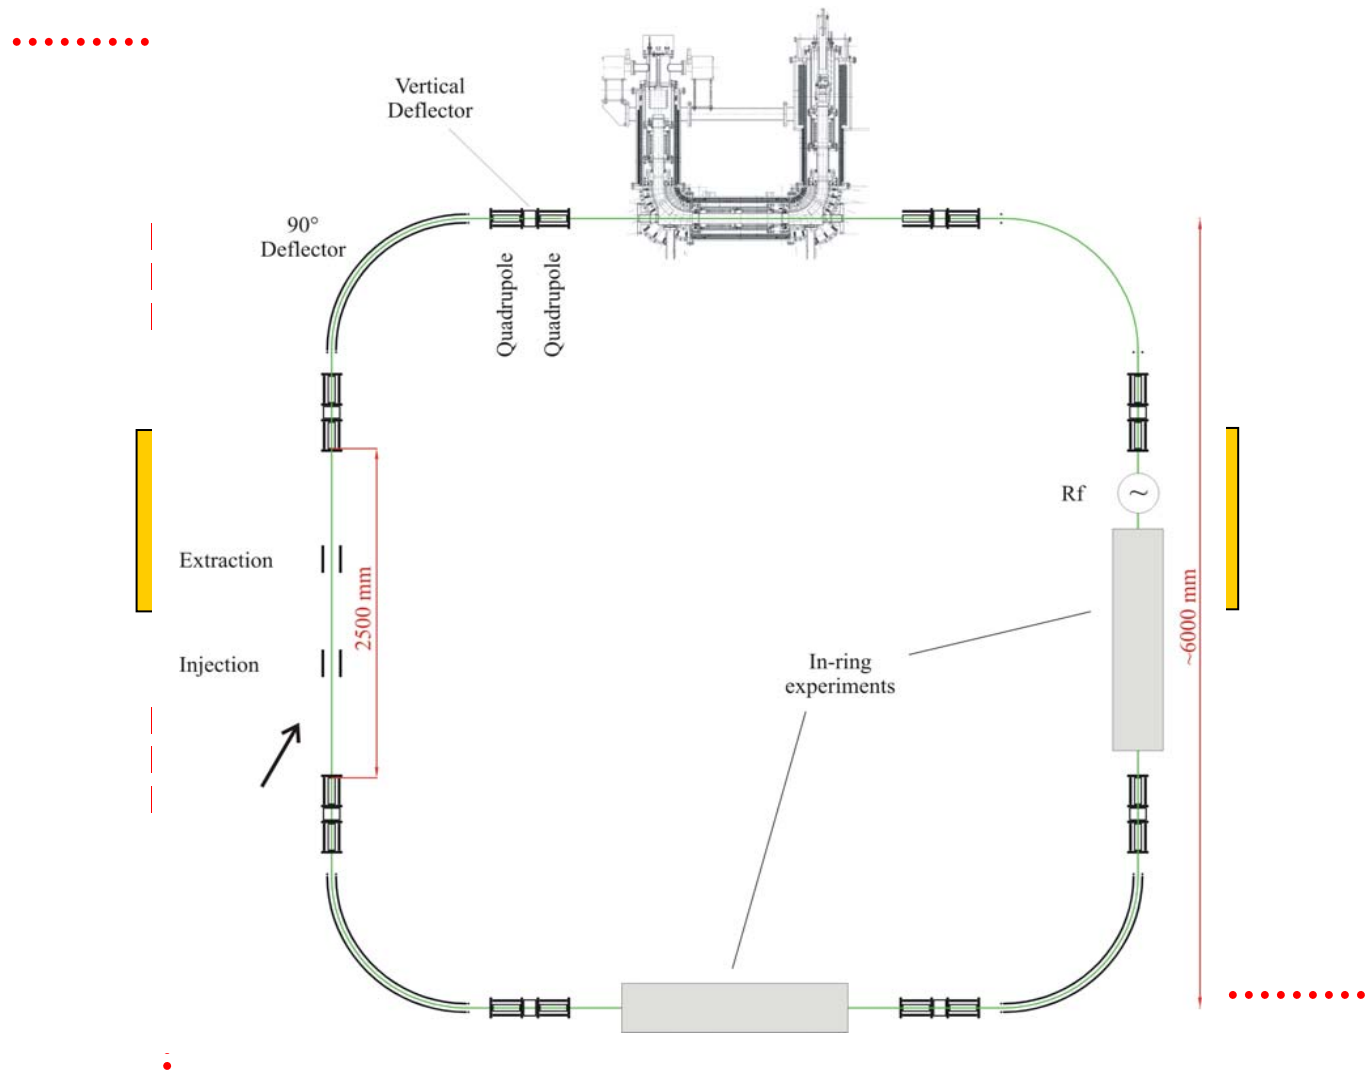 Vertical
Deflector
90°
Deflector
Quadrupole
Quadrupole
Rf
~
Extraction
2500 mm
~6000 mm
Injection
In-ring
experiments